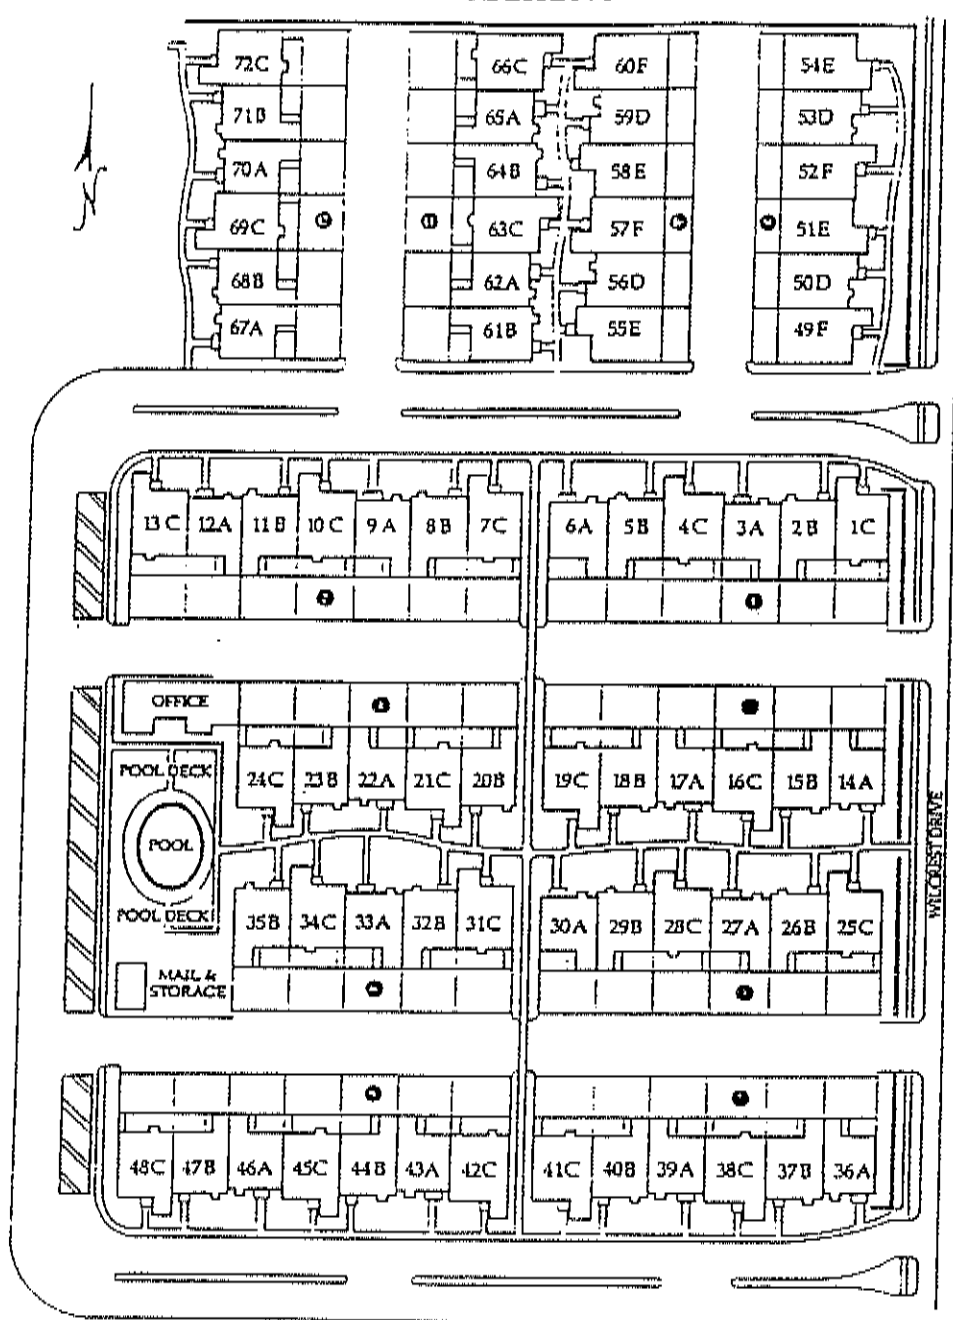 72C 66C 60F 54E
71B 65A 59D 53D
70A 64B 58E 52F
69C 63C 57F 51E
68B 62A 56D 50D
67A 61B 55E 49F
N
13C 12A 11B 10C 9A 8B 7C 6A 5B 4C 3A 2B 1C
OFFICE
POOL DECK
24C 23B 22A 21C 20B 19C 18B 17A 16C 15B 14A
POOL
WILCREST DRIVE
POOL DECK
35B 34C 33A 32B 31C 30A 29B 28C 27A 26B 25C
MAIL &
STORAGE
48C 47B 46A 45C 44B 43A 42C 41C 40B 39A 38C 37B 36A